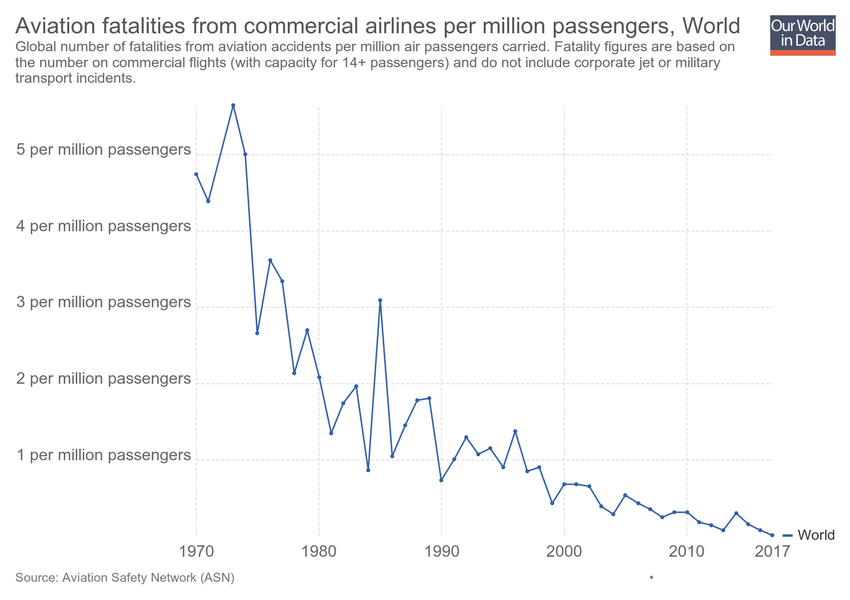 Aviation fatalities from commercial airlines per million passengers, World
Our World
in Data
Global number of fatalities from aviation accidents per million air passengers carried. Fatality figures are based on
the number on commercial flights (with capacity for 14+ passengers) and do not include corporate jet or military
transport incidents.
5 per million passengers
4 per million passengers
3 per million passengers
2 per million passengers
1 per million passengers
World
1970 1980 1990 2000 2010 2017
Source: Aviation Safety Network (ASN)